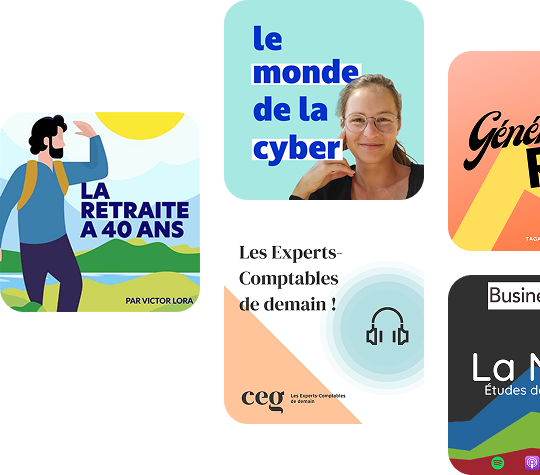 LA
RETRAITE
A 40 ANS
PAR VICTOR LORA
le
monde
de la
cyber
Les Experts-
Comptables
de demain !
ceg
Les Experts-Comptables
de demain
Géné
TAGA
Busine
La
Études de